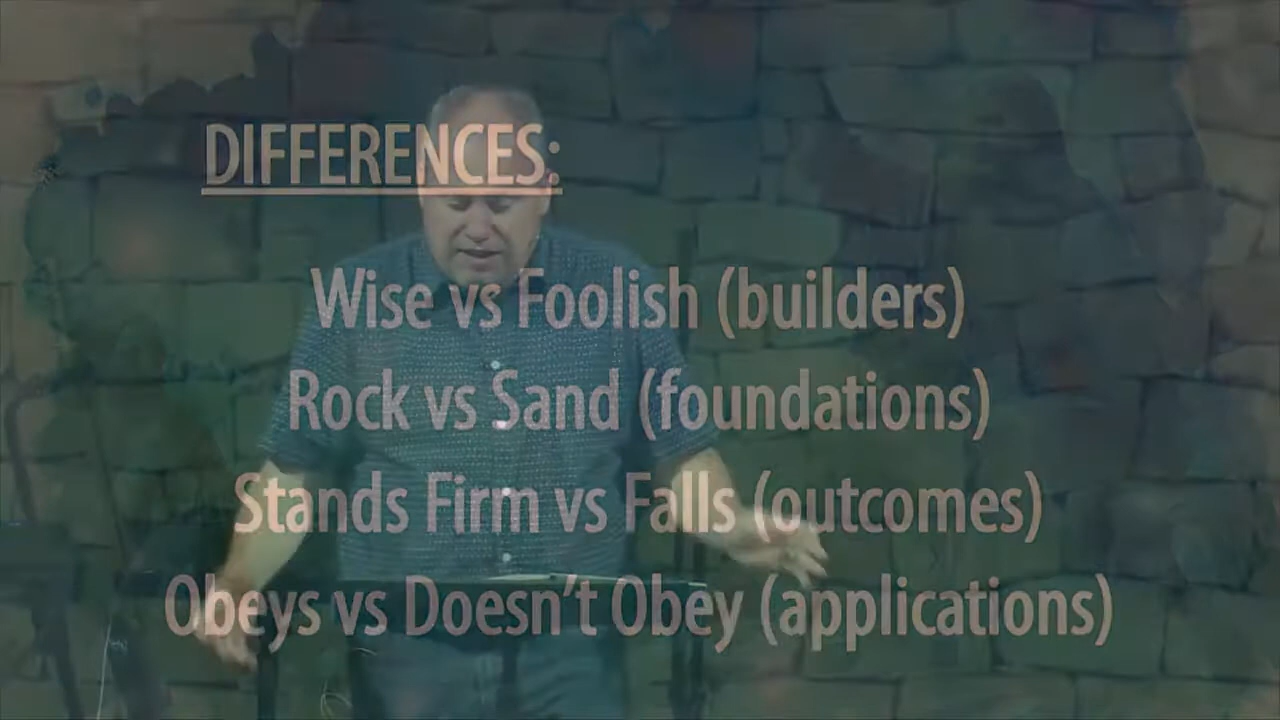 DIFFERENCES:
Wise vs Foolish (builders)
Rock vs Sand (foundations)
Stands Firm vs Falls (outcomes)
Obeys vs Doesn't Obey (applications)